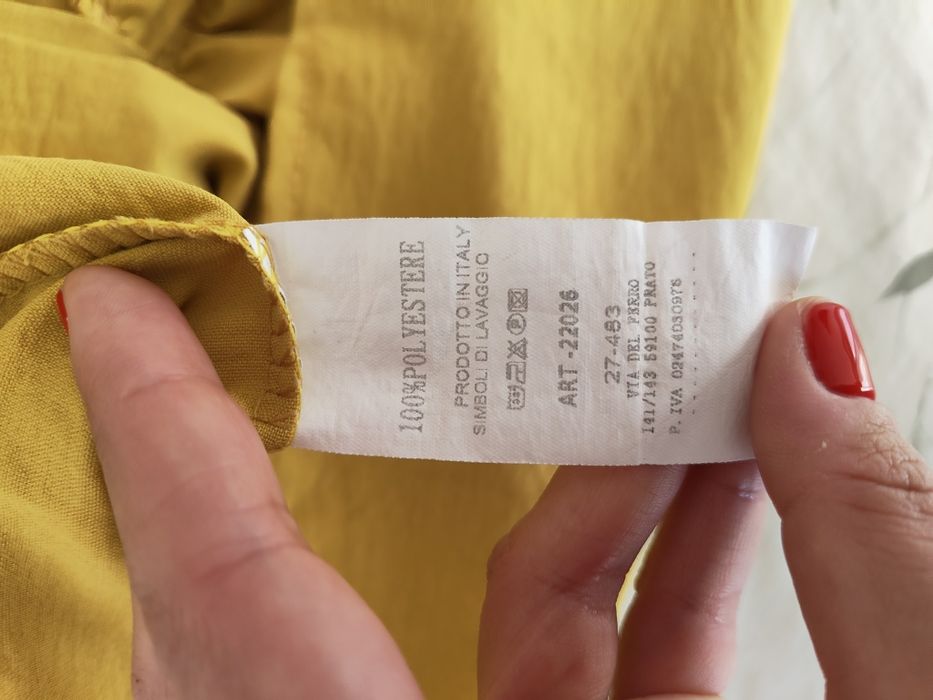 100%POLYESTERE
PRODOTTO IN ITALY
SIMBOLI DI LAVAGGIO
ART -22026
27-483
VIA DEL FERRO
141/143 59100 PRATO
P. IVA 02474030978